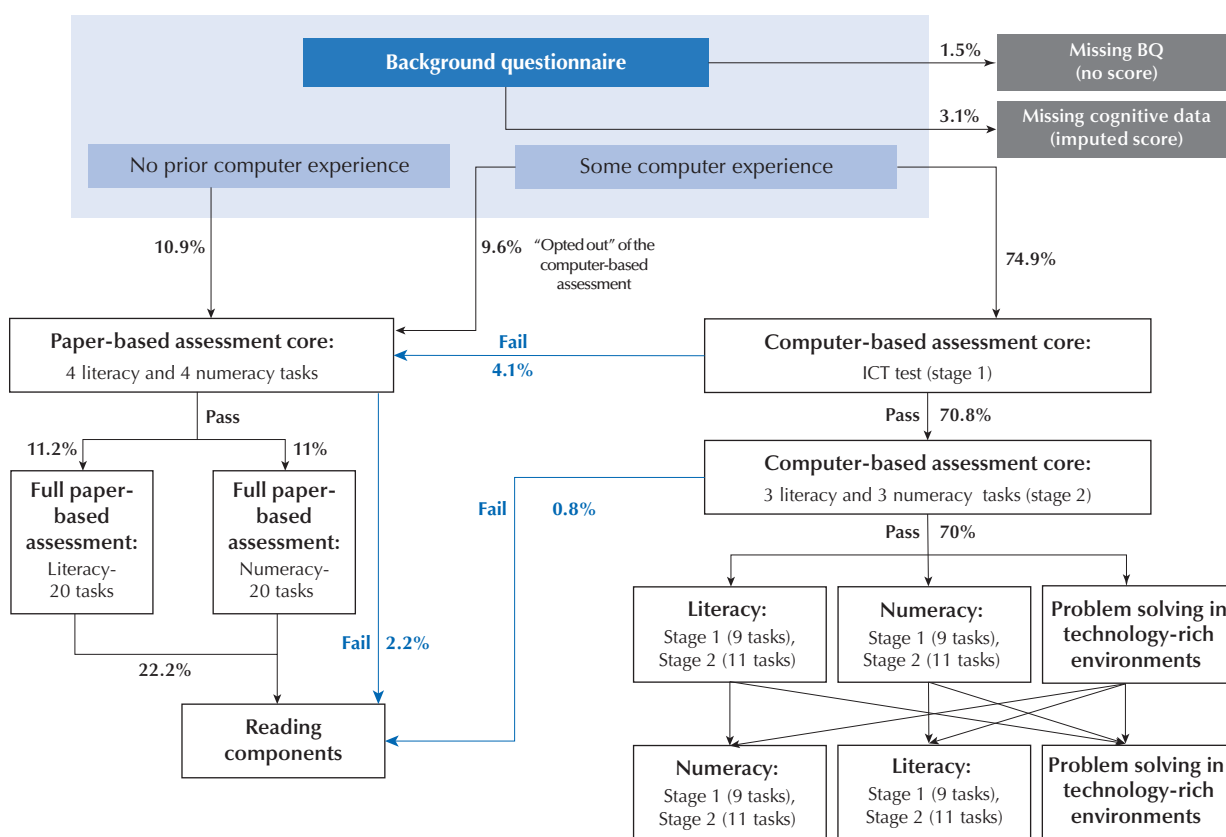 Background questionnaire
1.5%
Missing BQ
(no score)
3.1%
Missing cognitive data
(imputed score)
No prior computer experience
Some computer experience
10.9%
9.6%
“Opted out” of the
computer-based
assessment
74.9%
Paper-based assessment core:
4 literacy and 4 numeracy tasks
Fail
4.1%
Computer-based assessment core:
ICT test (stage 1)
Pass
Pass 70.8%
11.2%
11%
Computer-based assessment core:
3 literacy and 3 numeracy tasks (stage 2)
Full paper-
based
assessment:
Literacy-
20 tasks
Full paper-
based
assessment:
Numeracy-
20 tasks
Fail 0.8%
Pass 70%
Fail 2.2%
22.2%
Literacy:
Stage 1 (9 tasks),
Stage 2 (11 tasks)
Numeracy:
Stage 1 (9 tasks),
Stage 2 (11 tasks)
Problem solving in
technology-rich
environments
Reading
components
Numeracy:
Stage 1 (9 tasks),
Stage 2 (11 tasks)
Literacy:
Stage 1 (9 tasks),
Stage 2 (11 tasks)
Problem solving in
technology-rich
environments